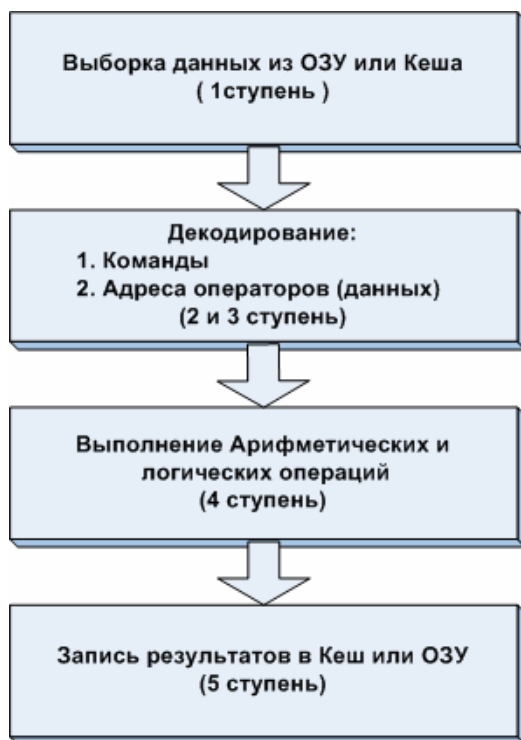 Выборка данных из ОЗУ или Кеша
( 1ступень )
Декодирование:
1. Команды
2. Адреса операторов (данных)
(2 и 3 ступень)
Выполнение Арифметических и
логических операций
(4 ступень)
Запись результатов в Кеш или ОЗУ
(5 ступень)